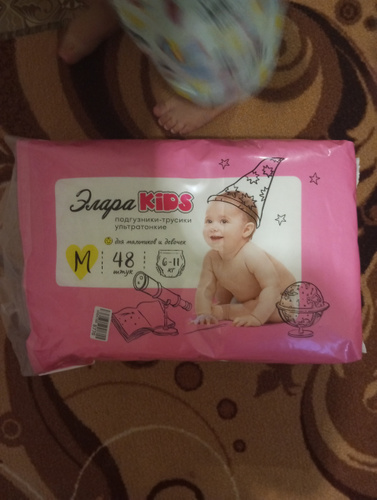 Элара KIDS
подгузники-трусики
ультратонкие
M для мальчиков и девочек
M
48
штук
6-11
кг